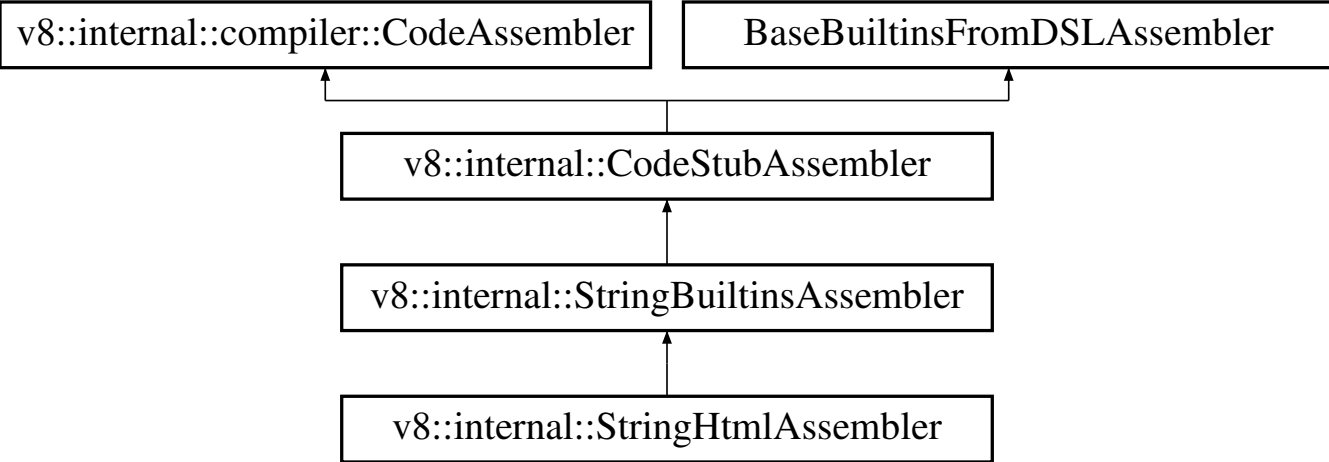 v8::internal::compiler::CodeAssembler
BaseBuiltinsFromDSLAssembler
v8::internal::CodeStubAssembler
v8::internal::StringBuiltinsAssembler
v8::internal::StringHtmlAssembler